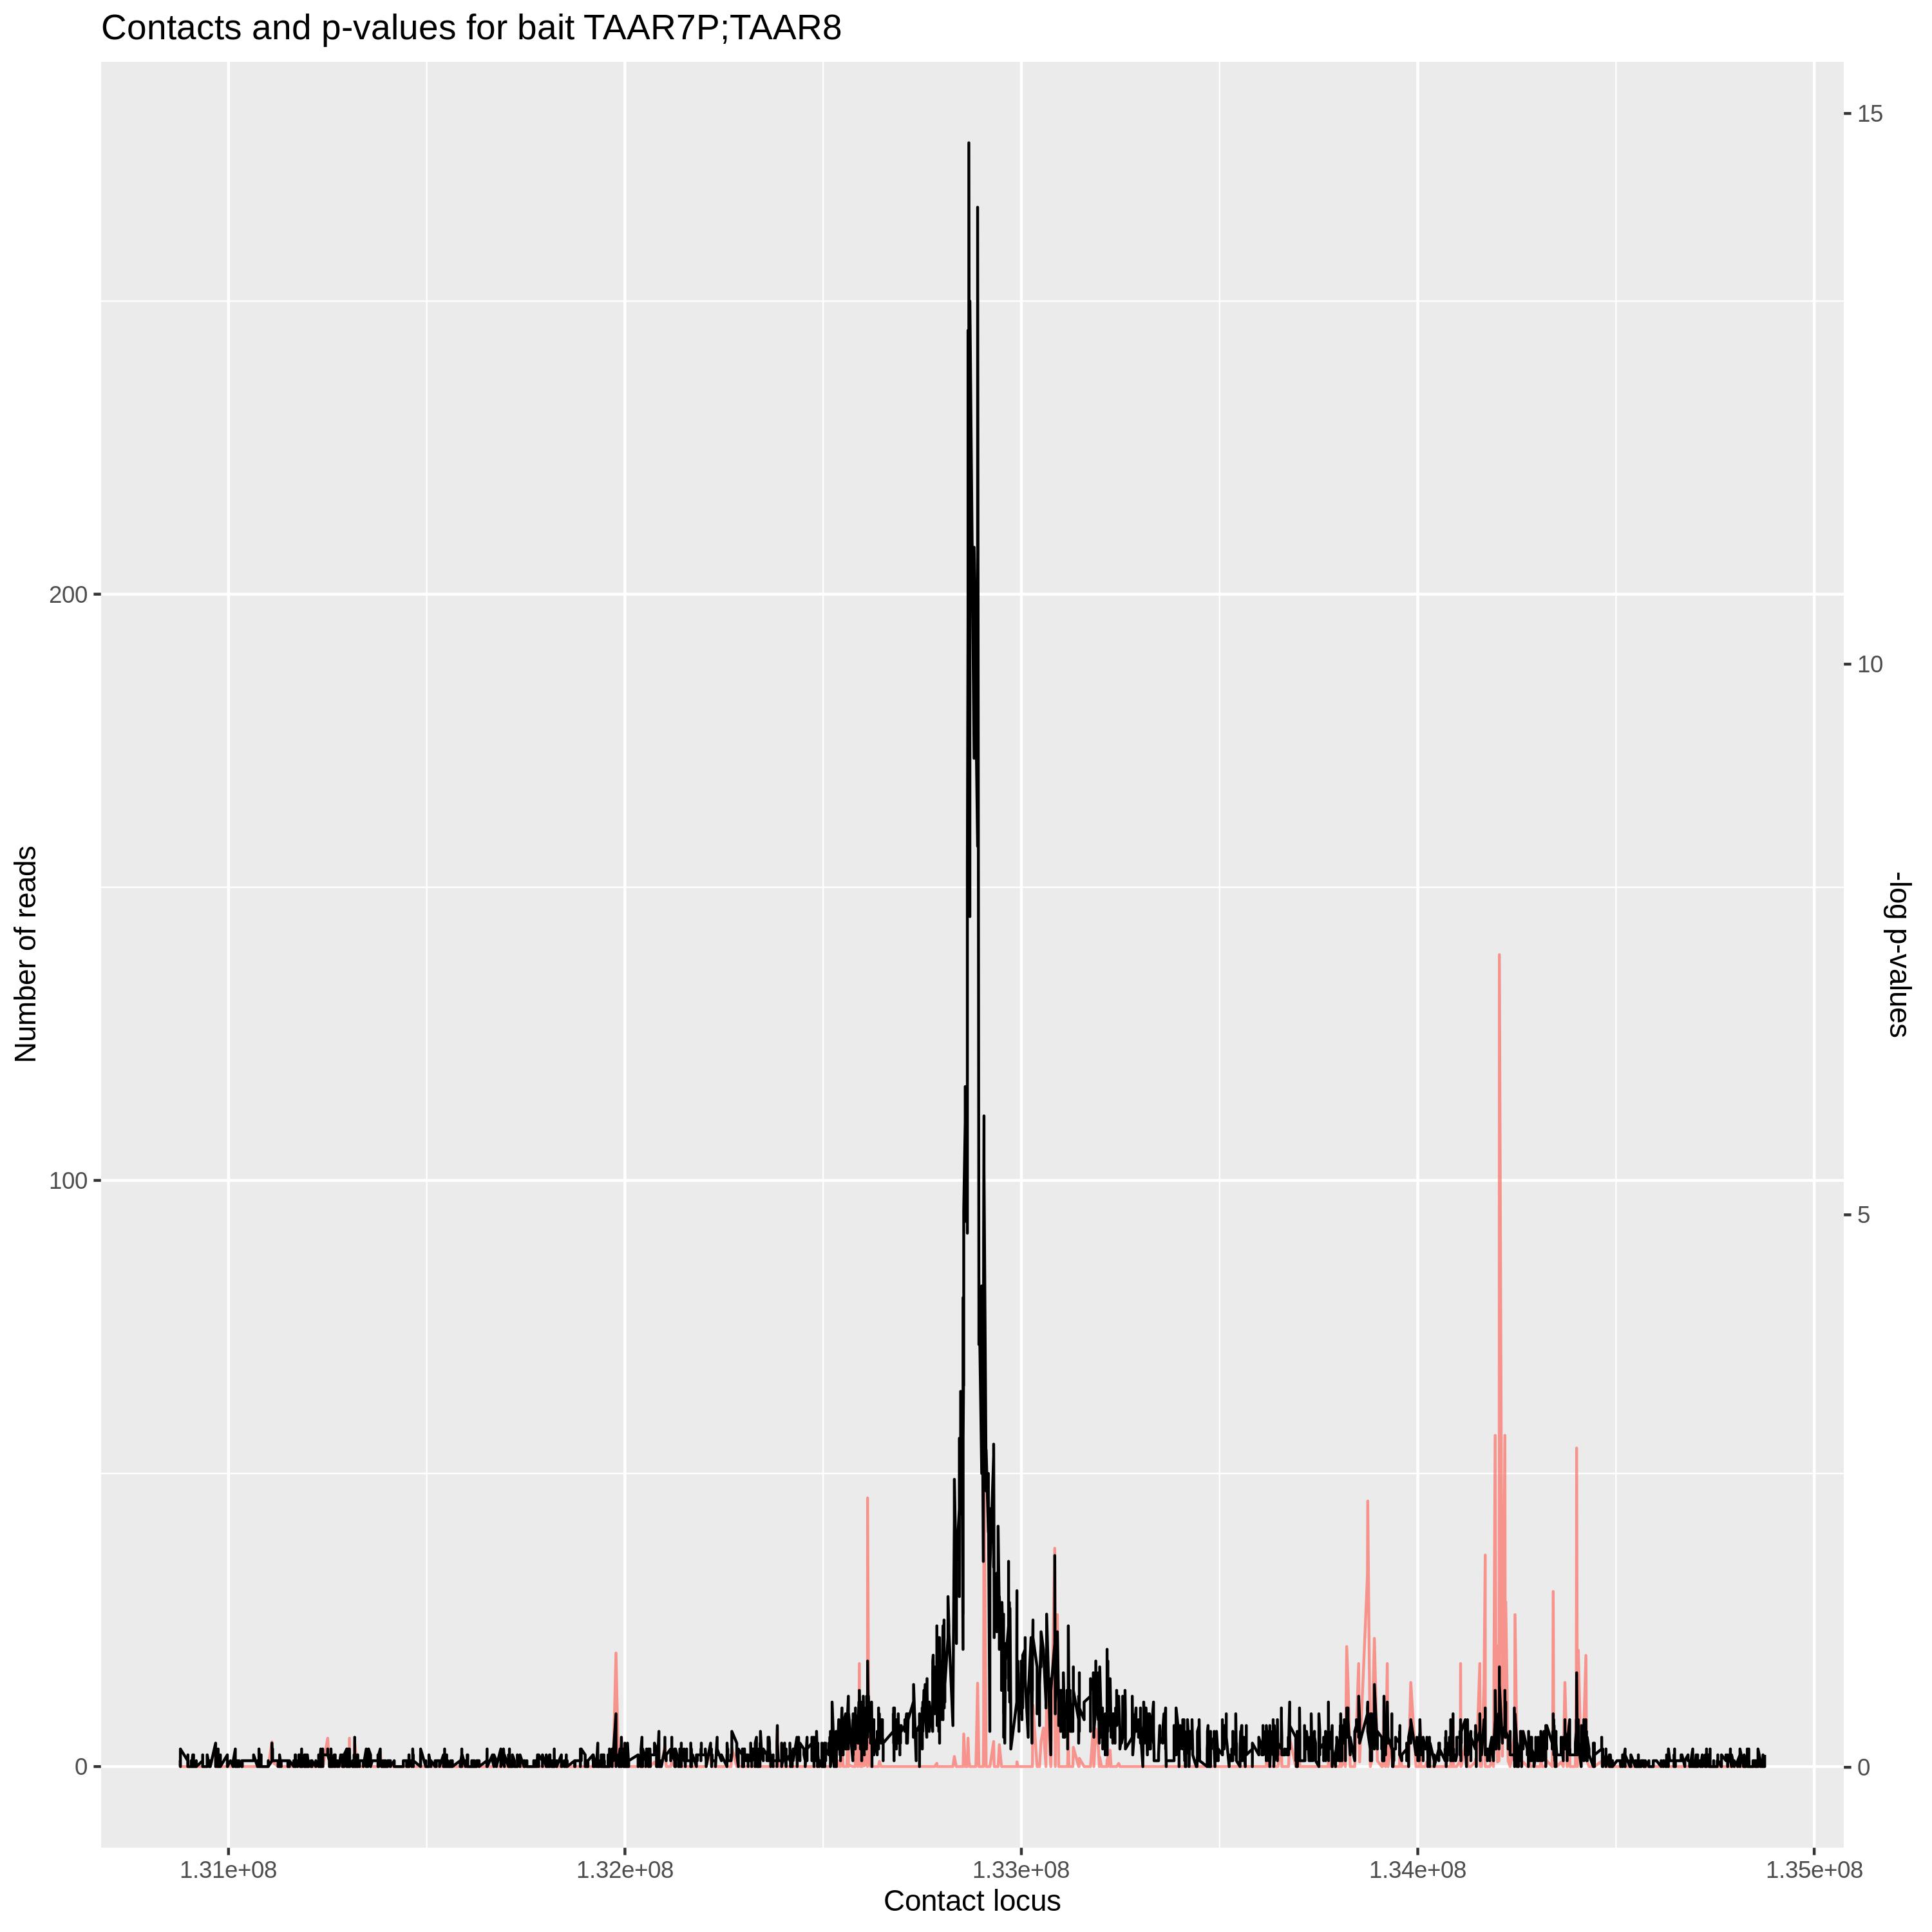 Contacts and p-values for bait TAAR7P;TAAR8
Number of reads
200
100
0
15
10
5
0
-log p-values
1.31e+08
1.32e+08
1.33e+08
1.34e+08
1.35e+08
Contact locus